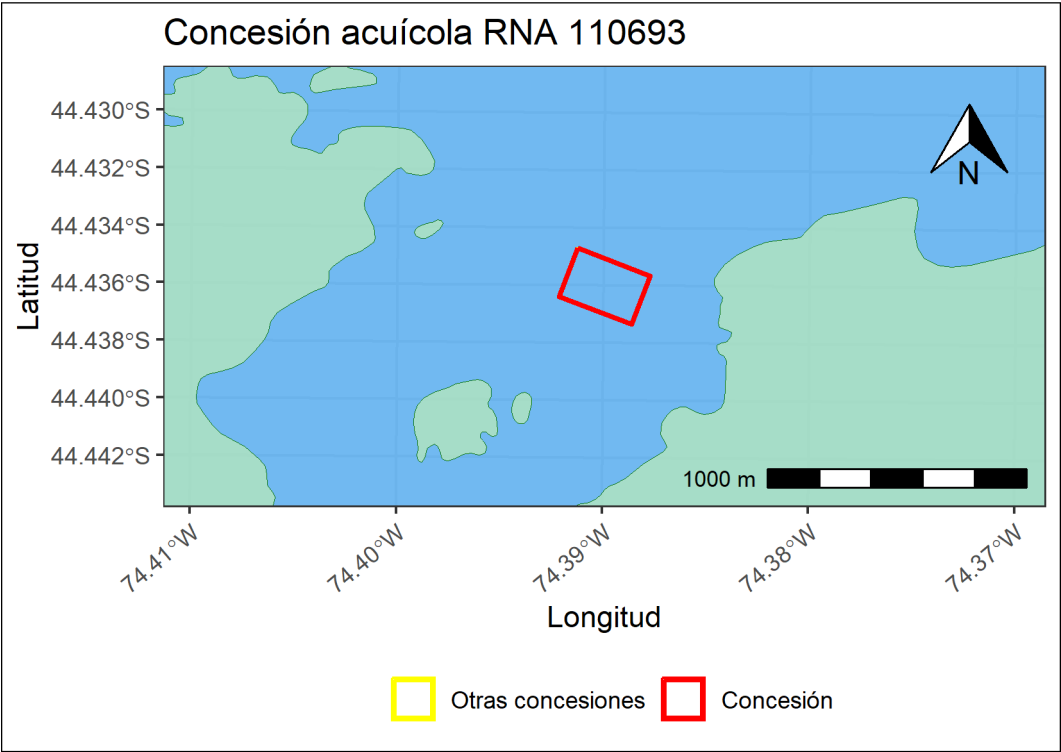 Concesión acuícola RNA 110693
44.430°S
44.432°S
44.434°S
44.436°S
44.438°S
44.440°S
44.442°S
Latitud
N
1000 m
74.41°W
74.40°W
74.39°W
74.38°W
74.37°W
Longitud
Otras concesiones
Concesión